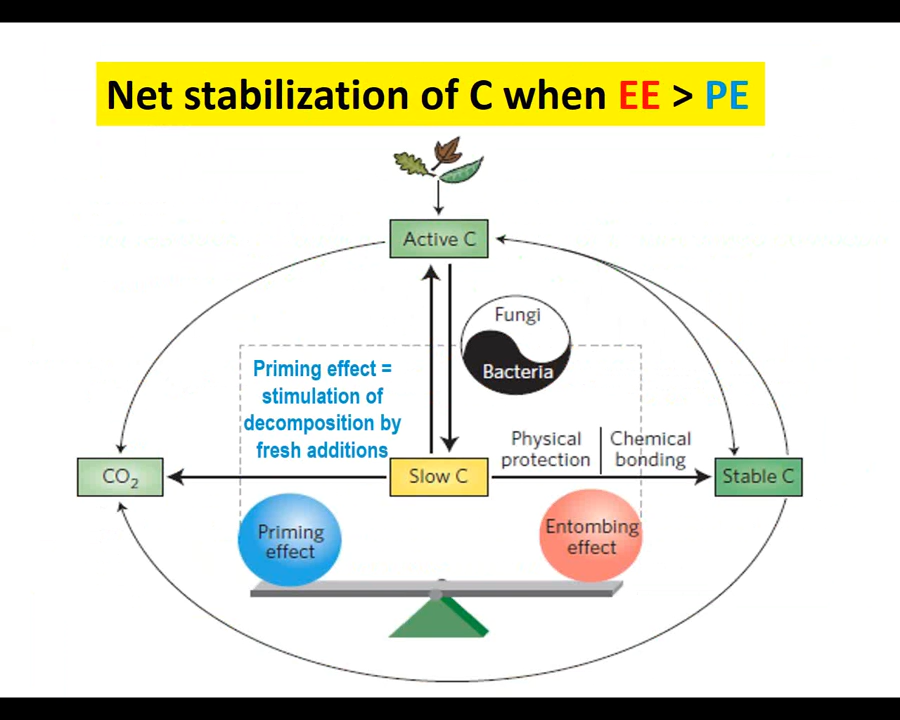 Net stabilization of C when EE > PE
Active C
Fungi
Bacteria
Priming effect =
stimulation of
decomposition by
fresh additions
Physical
protection
Chemical
bonding
CO₂
Slow C
Stable C
Priming
effect
Entombing
effect